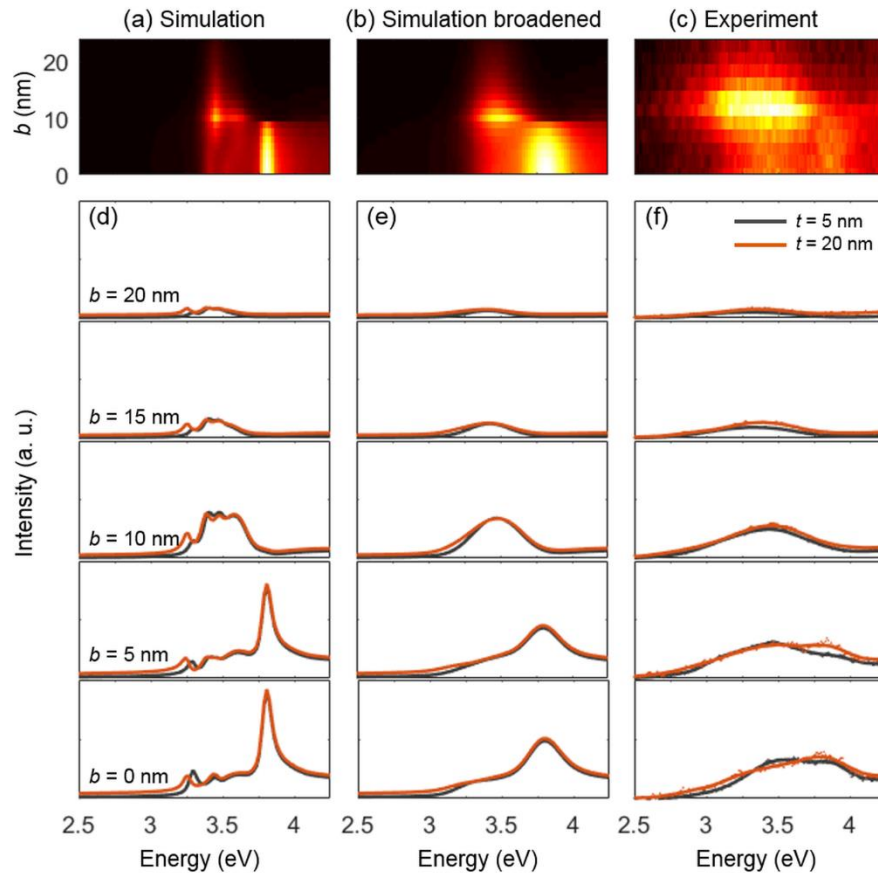 (a) Simulation (b) Simulation broadened (c) Experiment
20
10
0
b (nm)
(d) (e) (f)
t = 5 nm
t = 20 nm
b = 20 nm
b = 15 nm
b = 10 nm
b = 5 nm
b = 0 nm
Intensity (a. u.)
2.5 3 3.5 4 2.5 3 3.5 4 2.5 3 3.5 4
Energy (eV) Energy (eV) Energy (eV)